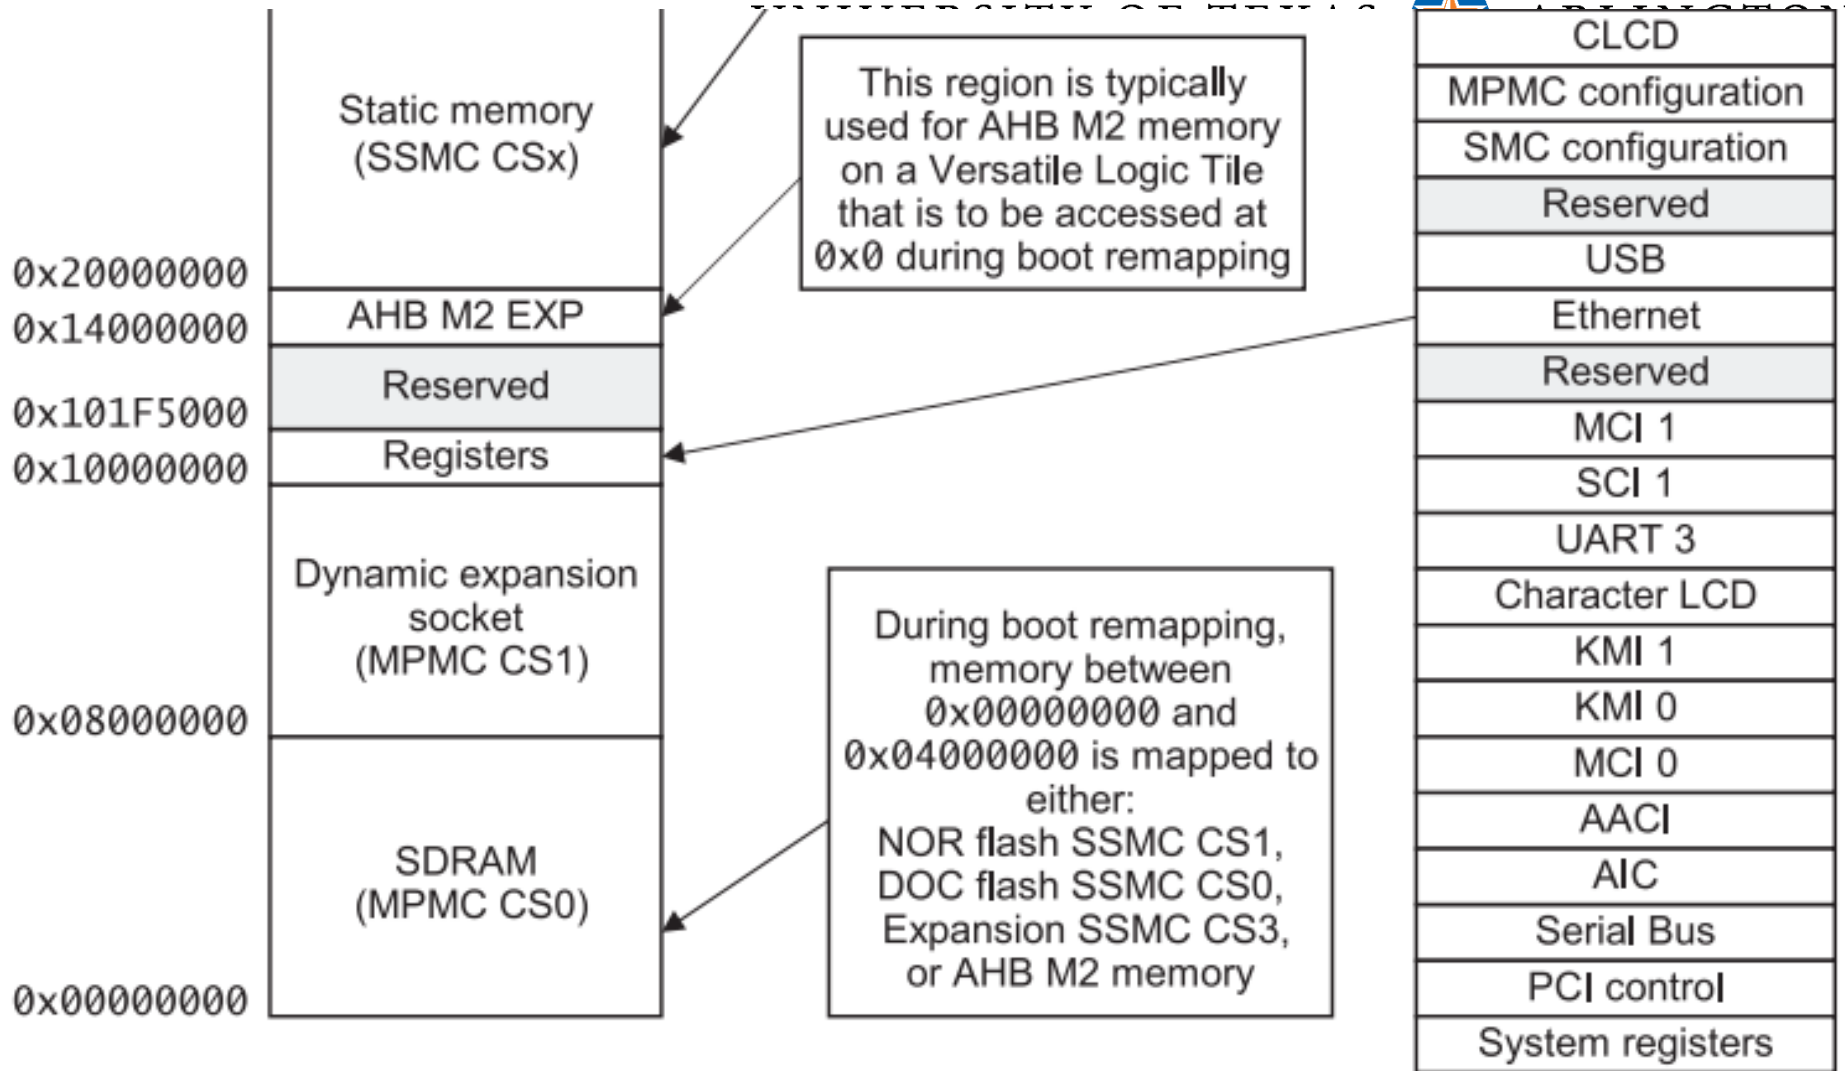 UNIVERSITY OF TEXAS ARLINGTON
Static memory
(SSMC CSx)
0x20000000
AHB M2 EXP
0x14000000
Reserved
0x101F5000
Registers
0x10000000
Dynamic expansion
socket
(MPMC CS1)
0x08000000
SDRAM
(MPMC CS0)
0x00000000
This region is typically
used for AHB M2 memory
on a Versatile Logic Tile
that is to be accessed at
0x0 during boot remapping
During boot remapping,
memory between
0x00000000 and
0x04000000 is mapped to
either:
NOR flash SSMC CS1,
DOC flash SSMC CS0,
Expansion SSMC CS3,
or AHB M2 memory
CLCD
MPMC configuration
SMC configuration
Reserved
USB
Ethernet
Reserved
MCI 1
SCI 1
UART 3
Character LCD
KMI 1
KMI 0
MCI 0
AACI
AIC
Serial Bus
PCI control
System registers